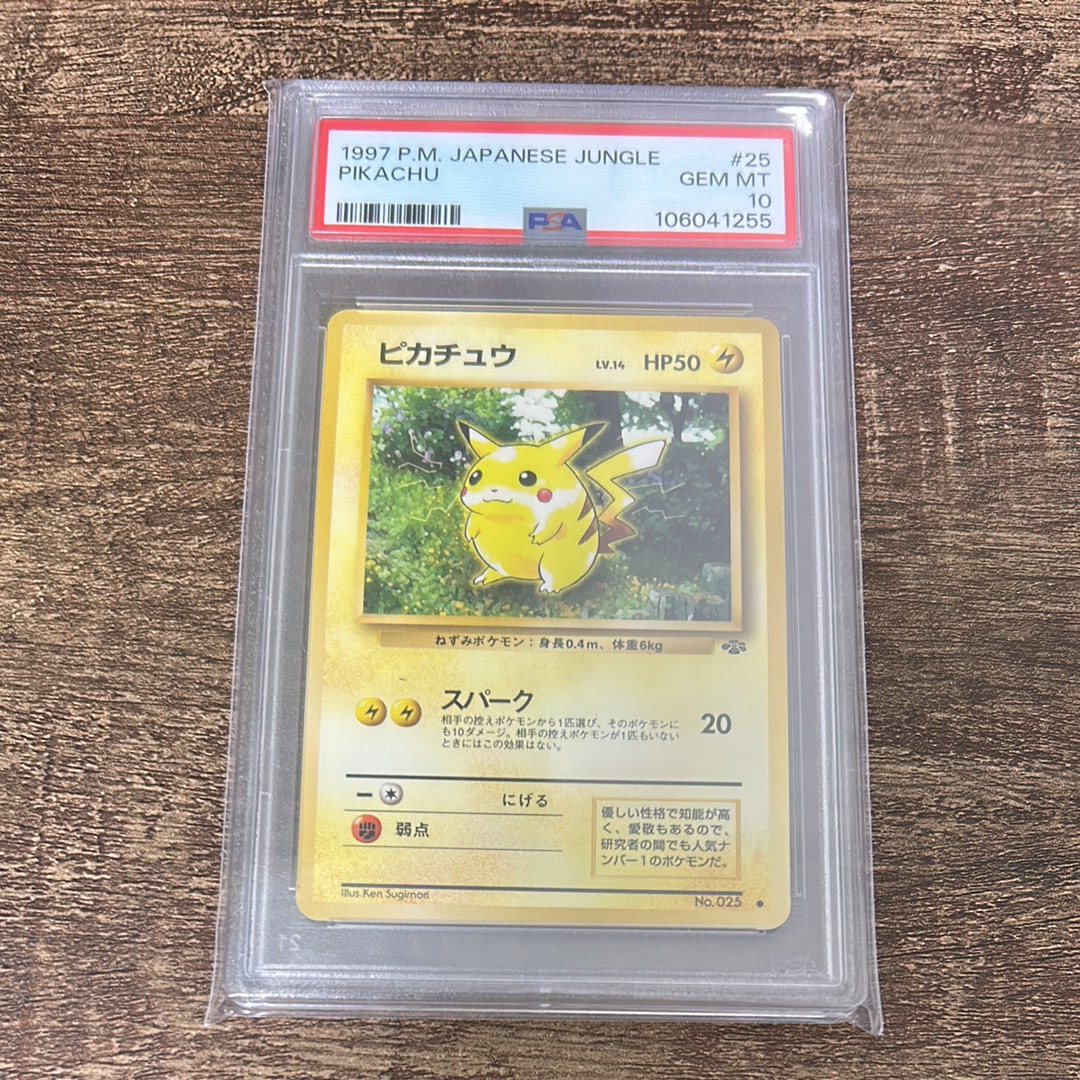 1997 P.M. JAPANESE JUNGLE #25
PIKACHU GEM MT
10
PSA 106041255
ピカチュウ LV.14 HP50
ねずみポケモン：身長0.4m、体重6kg
スパーク
相手の控えポケモンから1匹選び、そのポケモンに
も10ダメージ。相手の控えポケモンが1匹もいない
ときにはこの効果はない。
20
にげる
弱点
優しい性格で知能が高
く、愛敬もあるので、
研究者の間でも人気ナ
ンバー1のポケモンだ。
Illus.Ken Sugimori
No. 025